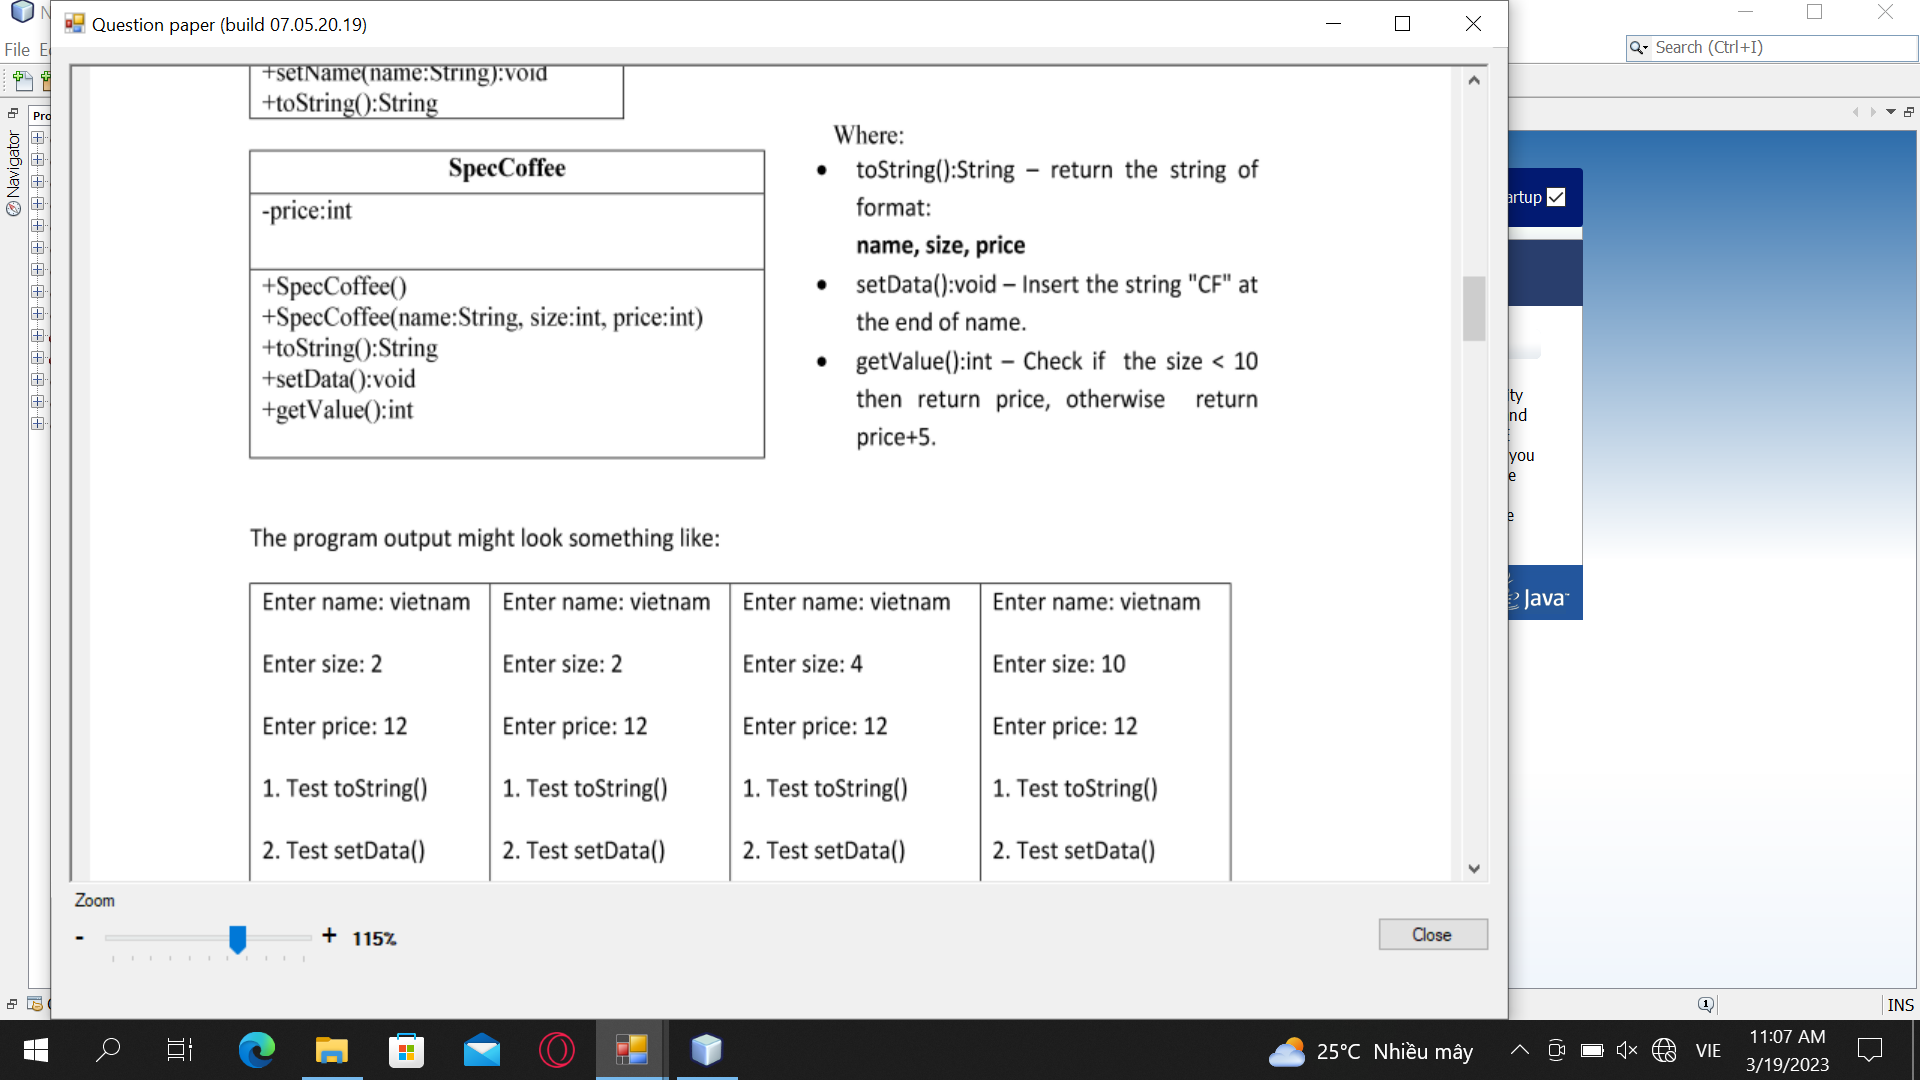 Question paper (build 07.05.20.19)
File
Search (Ctrl+I)
Navigator
Pro
+setName(name:String):void
+toString():String
SpecCoffee
-price:int
+SpecCoffee()
+SpecCoffee(name:String, size:int, price:int)
+toString():String
+setData():void
+getValue():int
Where:
• toString():String – return the string of
format:
name, size, price
• setData():void – Insert the string "CF" at
the end of name.
• getValue():int – Check if the size < 10
then return price, otherwise return
price+5.
The program output might look something like:
Enter name: vietnam Enter name: vietnam Enter name: vietnam Enter name: vietnam
Enter size: 2 Enter size: 2 Enter size: 4 Enter size: 10
Enter price: 12 Enter price: 12 Enter price: 12 Enter price: 12
1. Test toString() 1. Test toString() 1. Test toString() 1. Test toString()
2. Test setData() 2. Test setData() 2. Test setData() 2. Test setData()
artup
ty
nd
you
e
e
Java
Zoom
- + 115%
Close
INS
25°C Nhiều mây
VIE
11:07 AM
3/19/2023